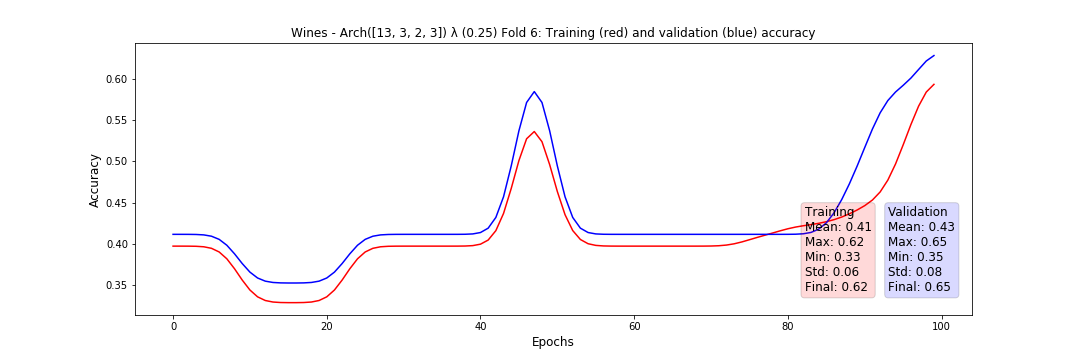 Wines - Arch([13, 3, 2, 3]) λ (0.25) Fold 6: Training (red) and validation (blue) accuracy
Accuracy
0.60
0.55
0.50
0.45
0.40
0.35
Training
Mean: 0.41
Max: 0.62
Min: 0.33
Std: 0.06
Final: 0.62
Validation
Mean: 0.43
Max: 0.65
Min: 0.35
Std: 0.08
Final: 0.65
0 20 40 60 80 100
Epochs